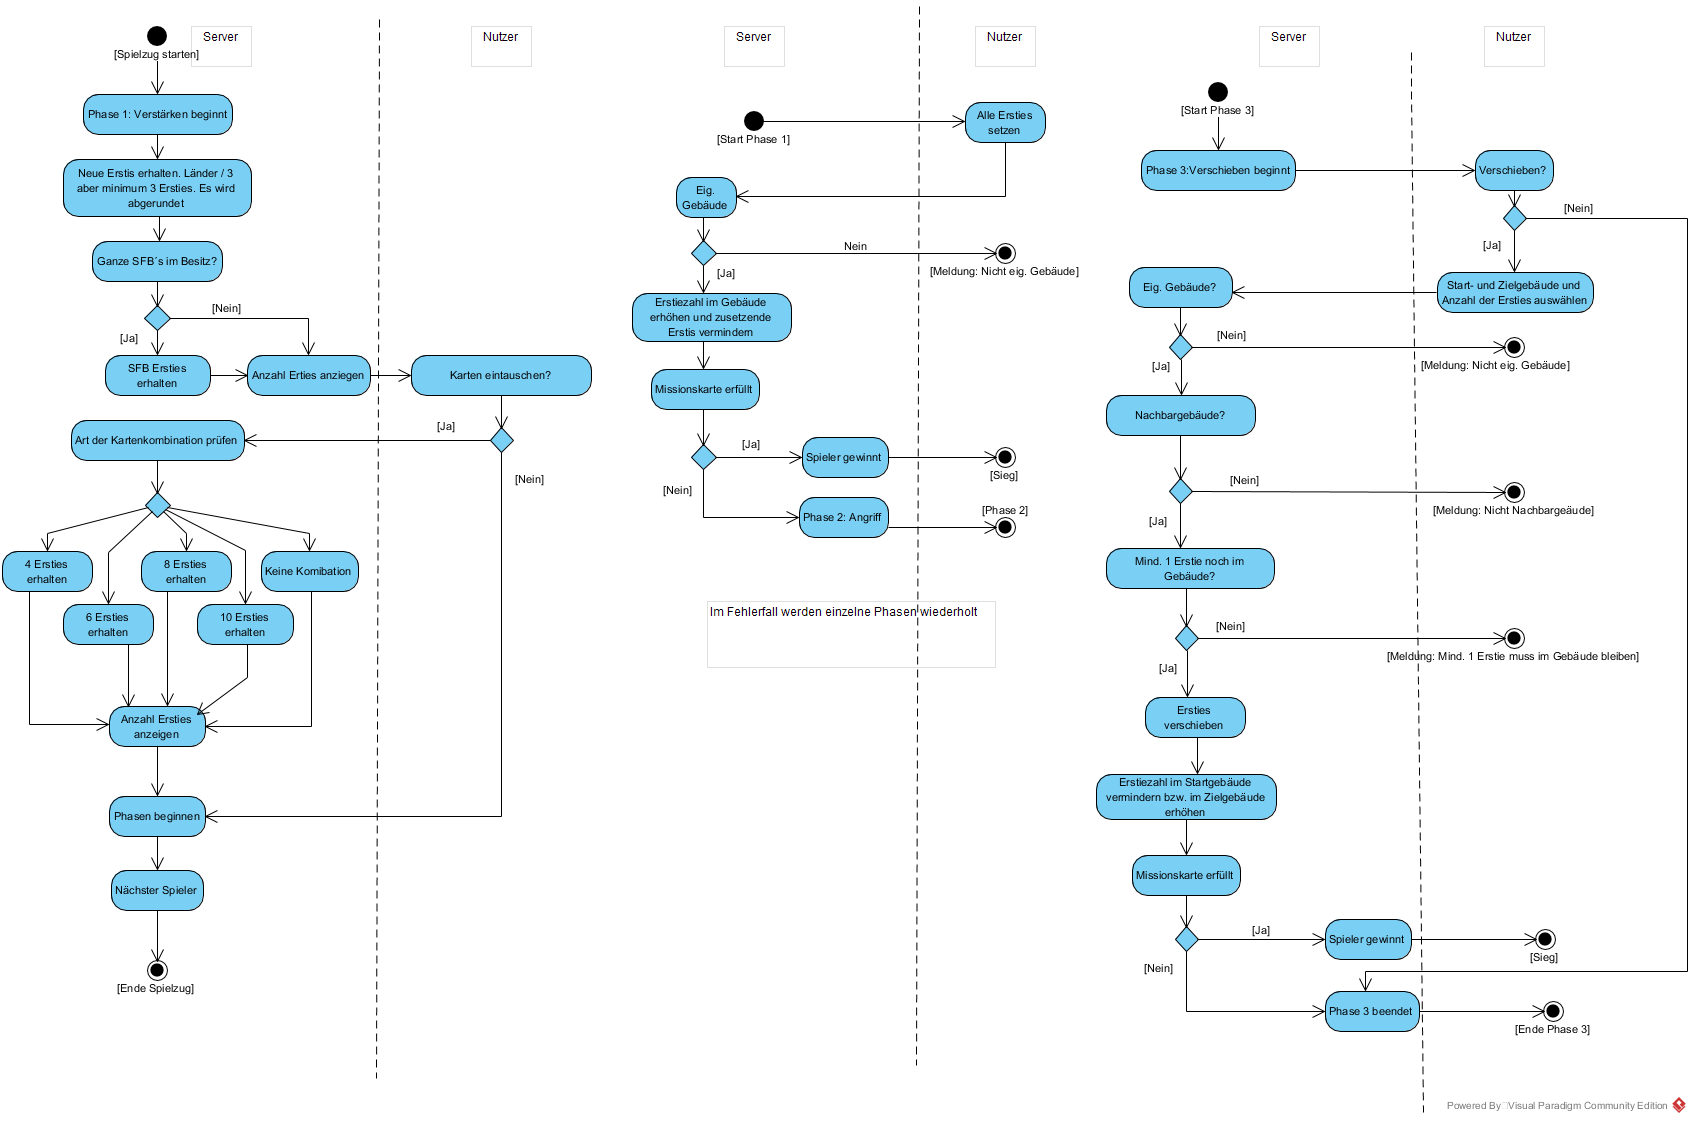 Server
Nutzer
[Spielzug starten]
Phase 1: Verstärken beginnt
Neue Erstis erhalten. Länder / 3
aber minimum 3 Ersties. Es wird
abgerundet
Ganze SFB´s im Besitz?
[Nein]
[Ja]
SFB Ersties
erhalten
Anzahl Erties anziegen
Karten eintauschen?
[Ja]
Art der Kartenkombination prüfen
[Nein]
4 Ersties
erhalten
8 Ersties
erhalten
Keine Komibation
6 Ersties
erhalten
10 Ersties
erhalten
Anzahl Ersties
anzeigen
Phasen beginnen
Nächster Spieler
[Ende Spielzug]
Server
Nutzer
[Start Phase 1]
Alle Ersties
setzen
Eig.
Gebäude
Nein
[Meldung: Nicht eig. Gebäude]
[Ja]
Erstiezahl im Gebäude
erhöhen und zusetzende
Erstis vermindern
Missionskarte erfüllt
[Ja]
Spieler gewinnt
[Sieg]
[Nein]
Phase 2: Angriff
[Phase 2]
Im Fehlerfall werden einzelne Phasen wiederholt
Server
Nutzer
[Start Phase 3]
Phase 3:Verschieben beginnt
Verschieben?
[Nein]
[Ja]
Start- und Zielgebäude und
Anzahl der Ersties auswählen
Eig. Gebäude?
[Nein]
[Meldung: Nicht eig. Gebäude]
[Ja]
Nachbargebäude?
[Nein]
[Meldung: Nicht Nachbargeäude]
[Ja]
Mind. 1 Erstie noch im
Gebäude?
[Nein]
[Meldung: Mind. 1 Erstie muss im Gebäude bleiben]
[Ja]
Ersties
verschieben
Erstiezahl im Startgebäude
vermindern bzw. im Zielgebäude
erhöhen
Missionskarte erfüllt
[Ja]
Spieler gewinnt
[Sieg]
[Nein]
Phase 3 beendet
[Ende Phase 3]
Powered By Visual Paradigm Community Edition